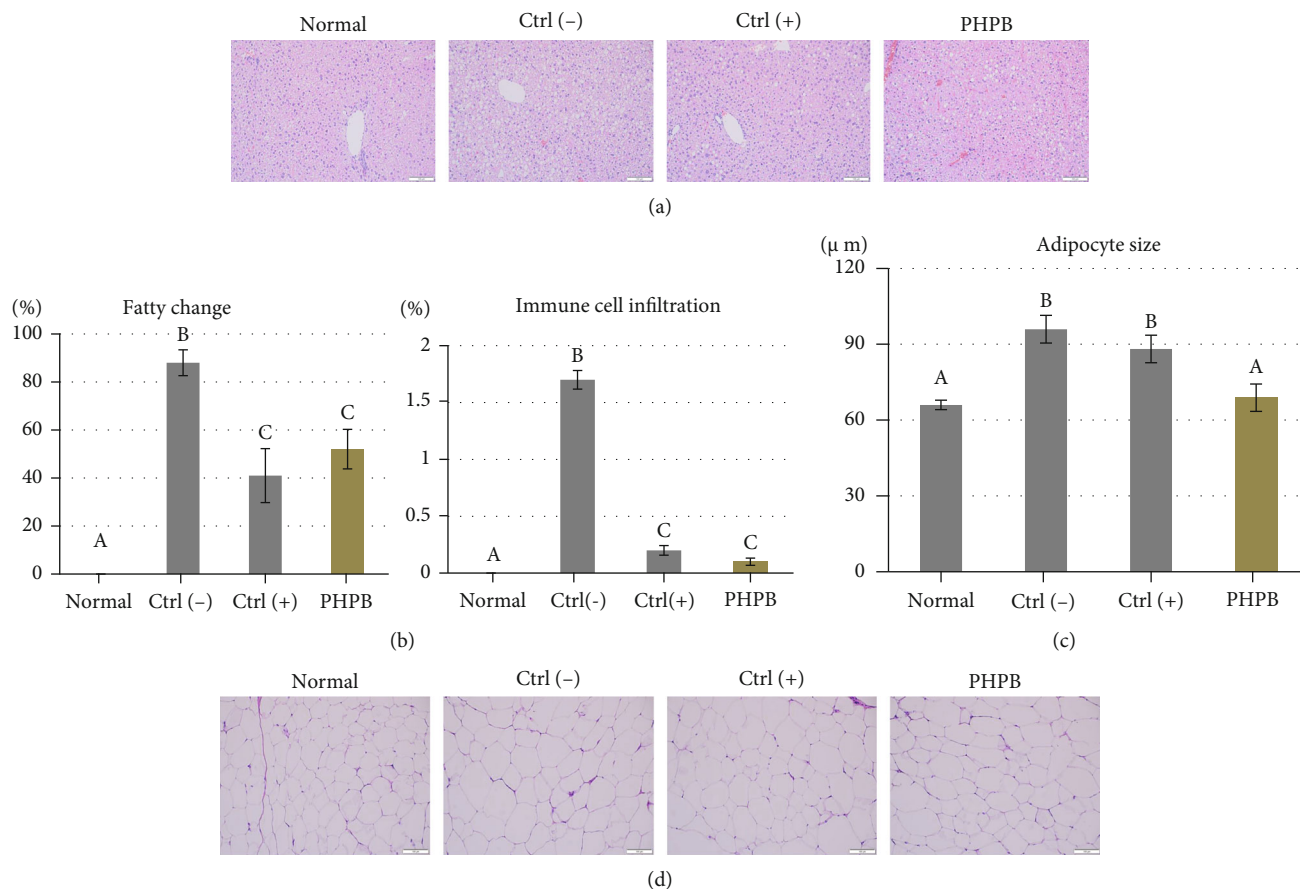 Normal
Ctrl (–)
Ctrl (+)
PHPB
(a)
(%)
Fatty change
100
80
60
40
20
0
A
B
C
C
Normal
Ctrl (–)
Ctrl (+)
PHPB
(%)
Immune cell infiltration
2
1.5
1
0.5
0
A
B
C
C
Normal
Ctrl(-)
Ctrl(+)
PHPB
(b)
(μ m)
Adipocyte size
120
90
60
30
0
A
B
B
A
Normal
Ctrl (–)
Ctrl (+)
PHPB
(c)
Normal
Ctrl (–)
Ctrl (+)
PHPB
(d)